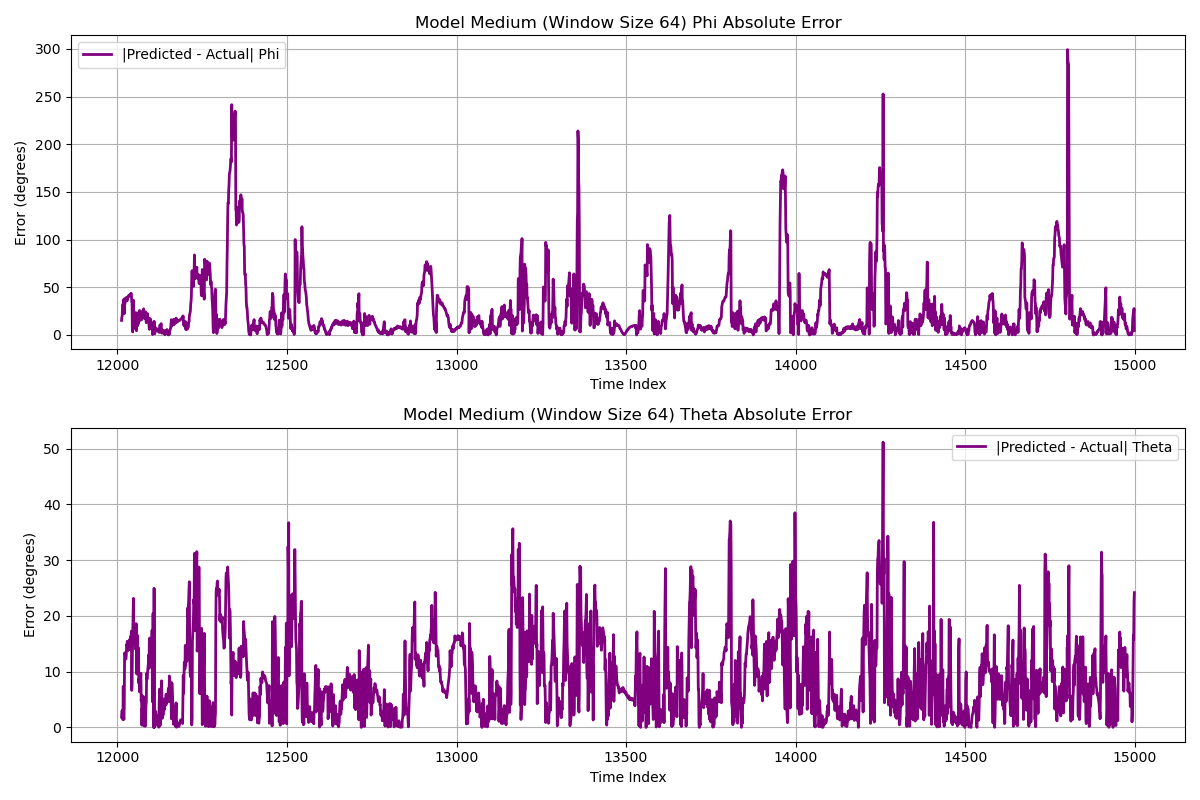 Model Medium (Window Size 64) Phi Absolute Error
|Predicted - Actual| Phi
Error (degrees)
300
250
200
150
100
50
0
12000 12500 13000 13500 14000 14500 15000
Time Index
Model Medium (Window Size 64) Theta Absolute Error
|Predicted - Actual| Theta
Error (degrees)
50
40
30
20
10
0
12000 12500 13000 13500 14000 14500 15000
Time Index